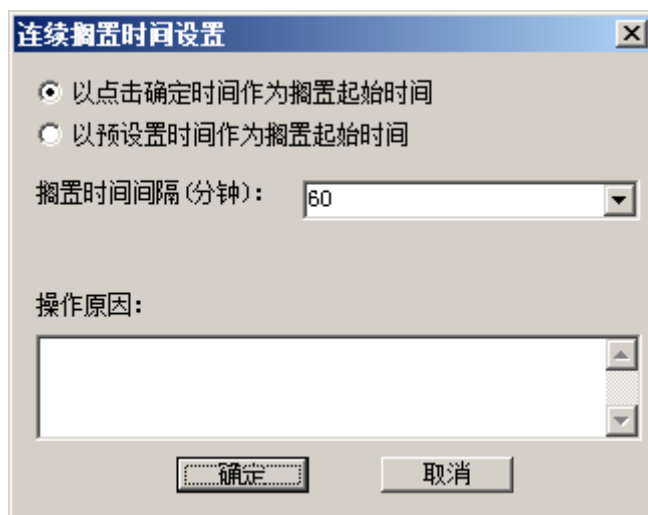 连续搁置时间设置
以点击确定时间作为搁置起始时间
以预设置时间作为搁置起始时间
搁置时间间隔(分钟): 60
操作原因:
确定 取消